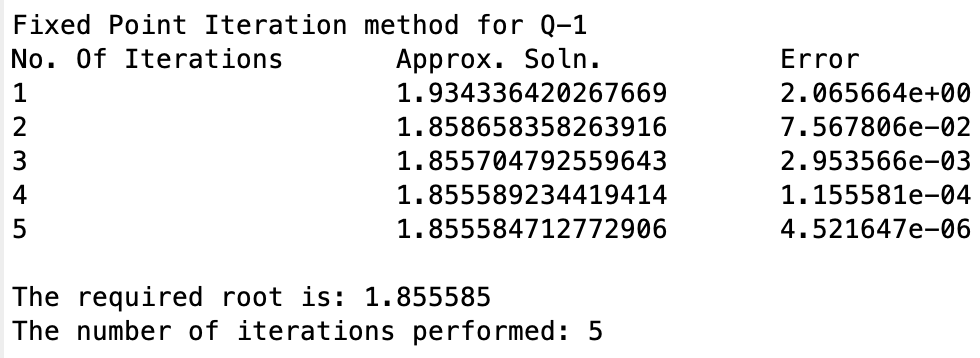 Fixed Point Iteration method for Q-1
No. Of Iterations Approx. Soln. Error
1 1.934336420267669 2.065664e+00
2 1.858658358263916 7.567806e-02
3 1.855704792559643 2.953566e-03
4 1.855589234419414 1.155581e-04
5 1.855584712772906 4.521647e-06
The required root is: 1.855585
The number of iterations performed: 5